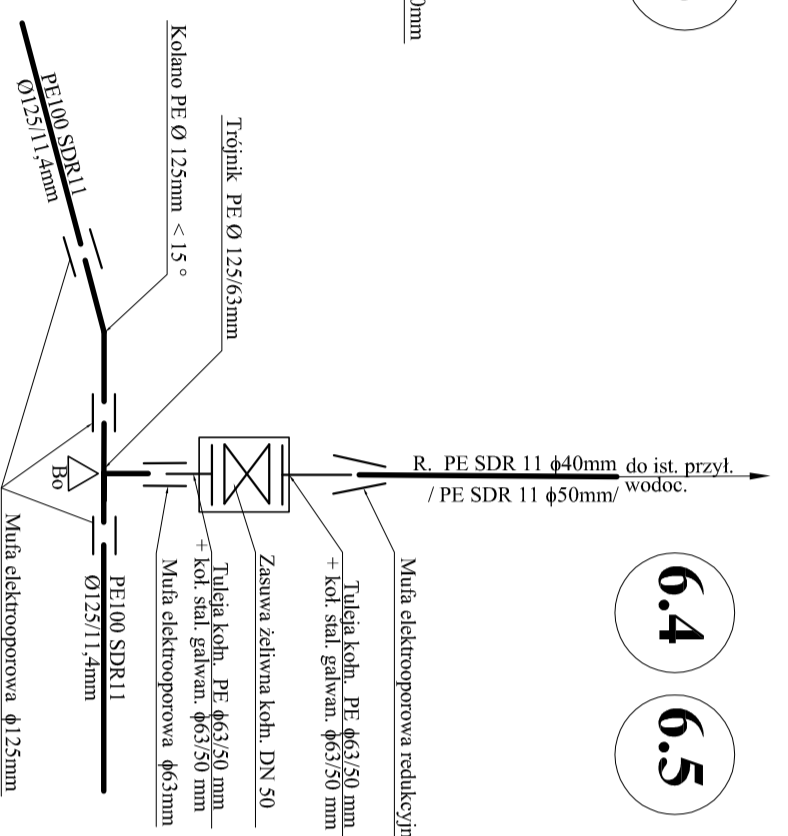 0mm
Kolano PE Ø 125mm < 15 °
PE100 SDR11
Ø125/11,4mm
Trójnik PE Ø 125/63mm
R. PE SDR 11 ϕ40mm
/ PE SDR 11 ϕ50mm/
do ist. przył.
wodoc.
6.4
6.5
Mufa elektrooporowa redukcyjn
Tuleja kołn. PE ϕ63/50 mm
+ koł. stal. galwan. ϕ63/50 mm
Zasuwa żeliwna kołn. DN 50
Tuleja kołn. PE ϕ63/50 mm
+ koł. stal. galwan. ϕ63/50 mm
Mufa elektrooporowa ϕ63mm
Bo
PE100 SDR11
Ø125/11,4mm
Mufa elektrooporowa ϕ125mm